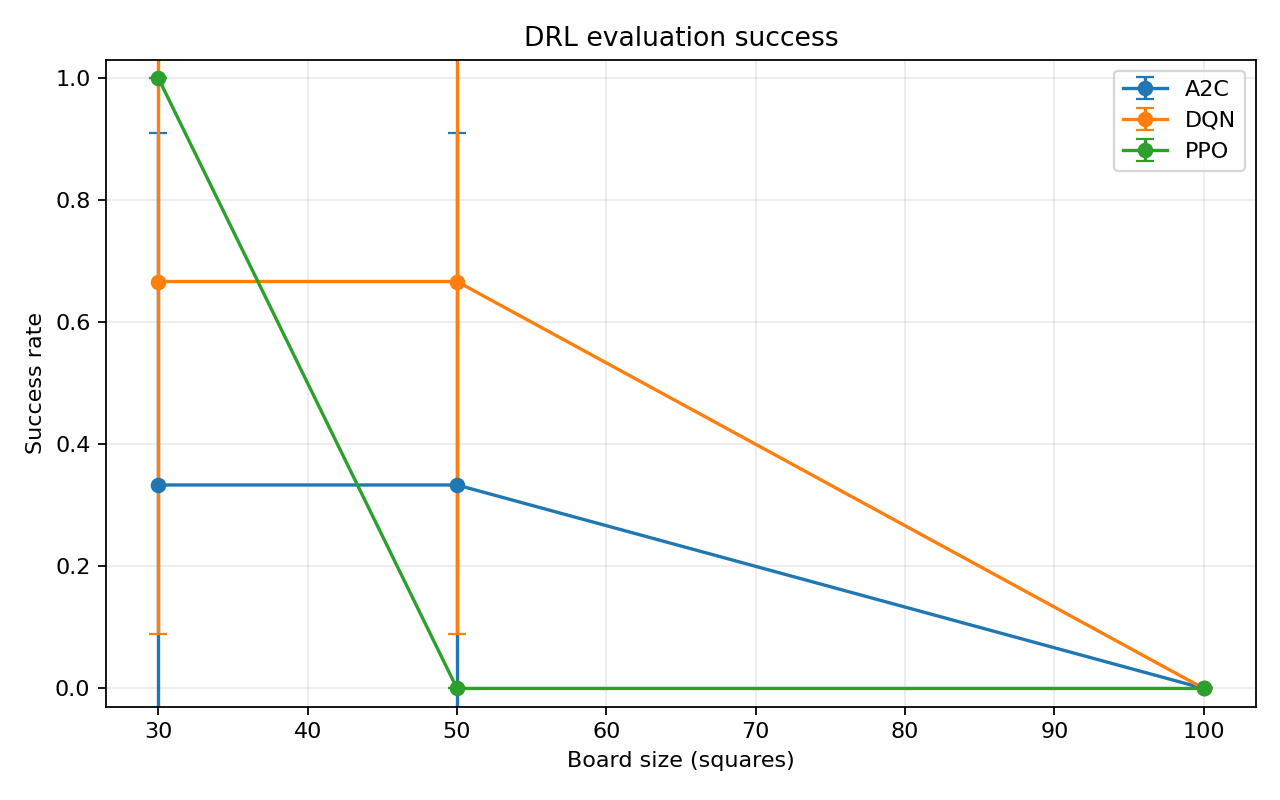 DRL evaluation success
A2C
DQN
PPO
Success rate
1.0
0.8
0.6
0.4
0.2
0.0
30 40 50 60 70 80 90 100
Board size (squares)